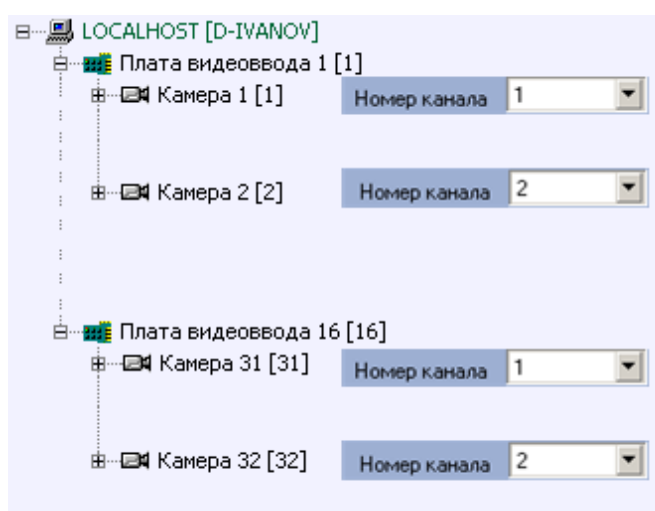 LOCALHOST [D-IVANOV]
Плата видеоввода 1 [1]
Камера 1 [1] Номер канала 1
Камера 2 [2] Номер канала 2
Плата видеоввода 16 [16]
Камера 31 [31] Номер канала 1
Камера 32 [32] Номер канала 2